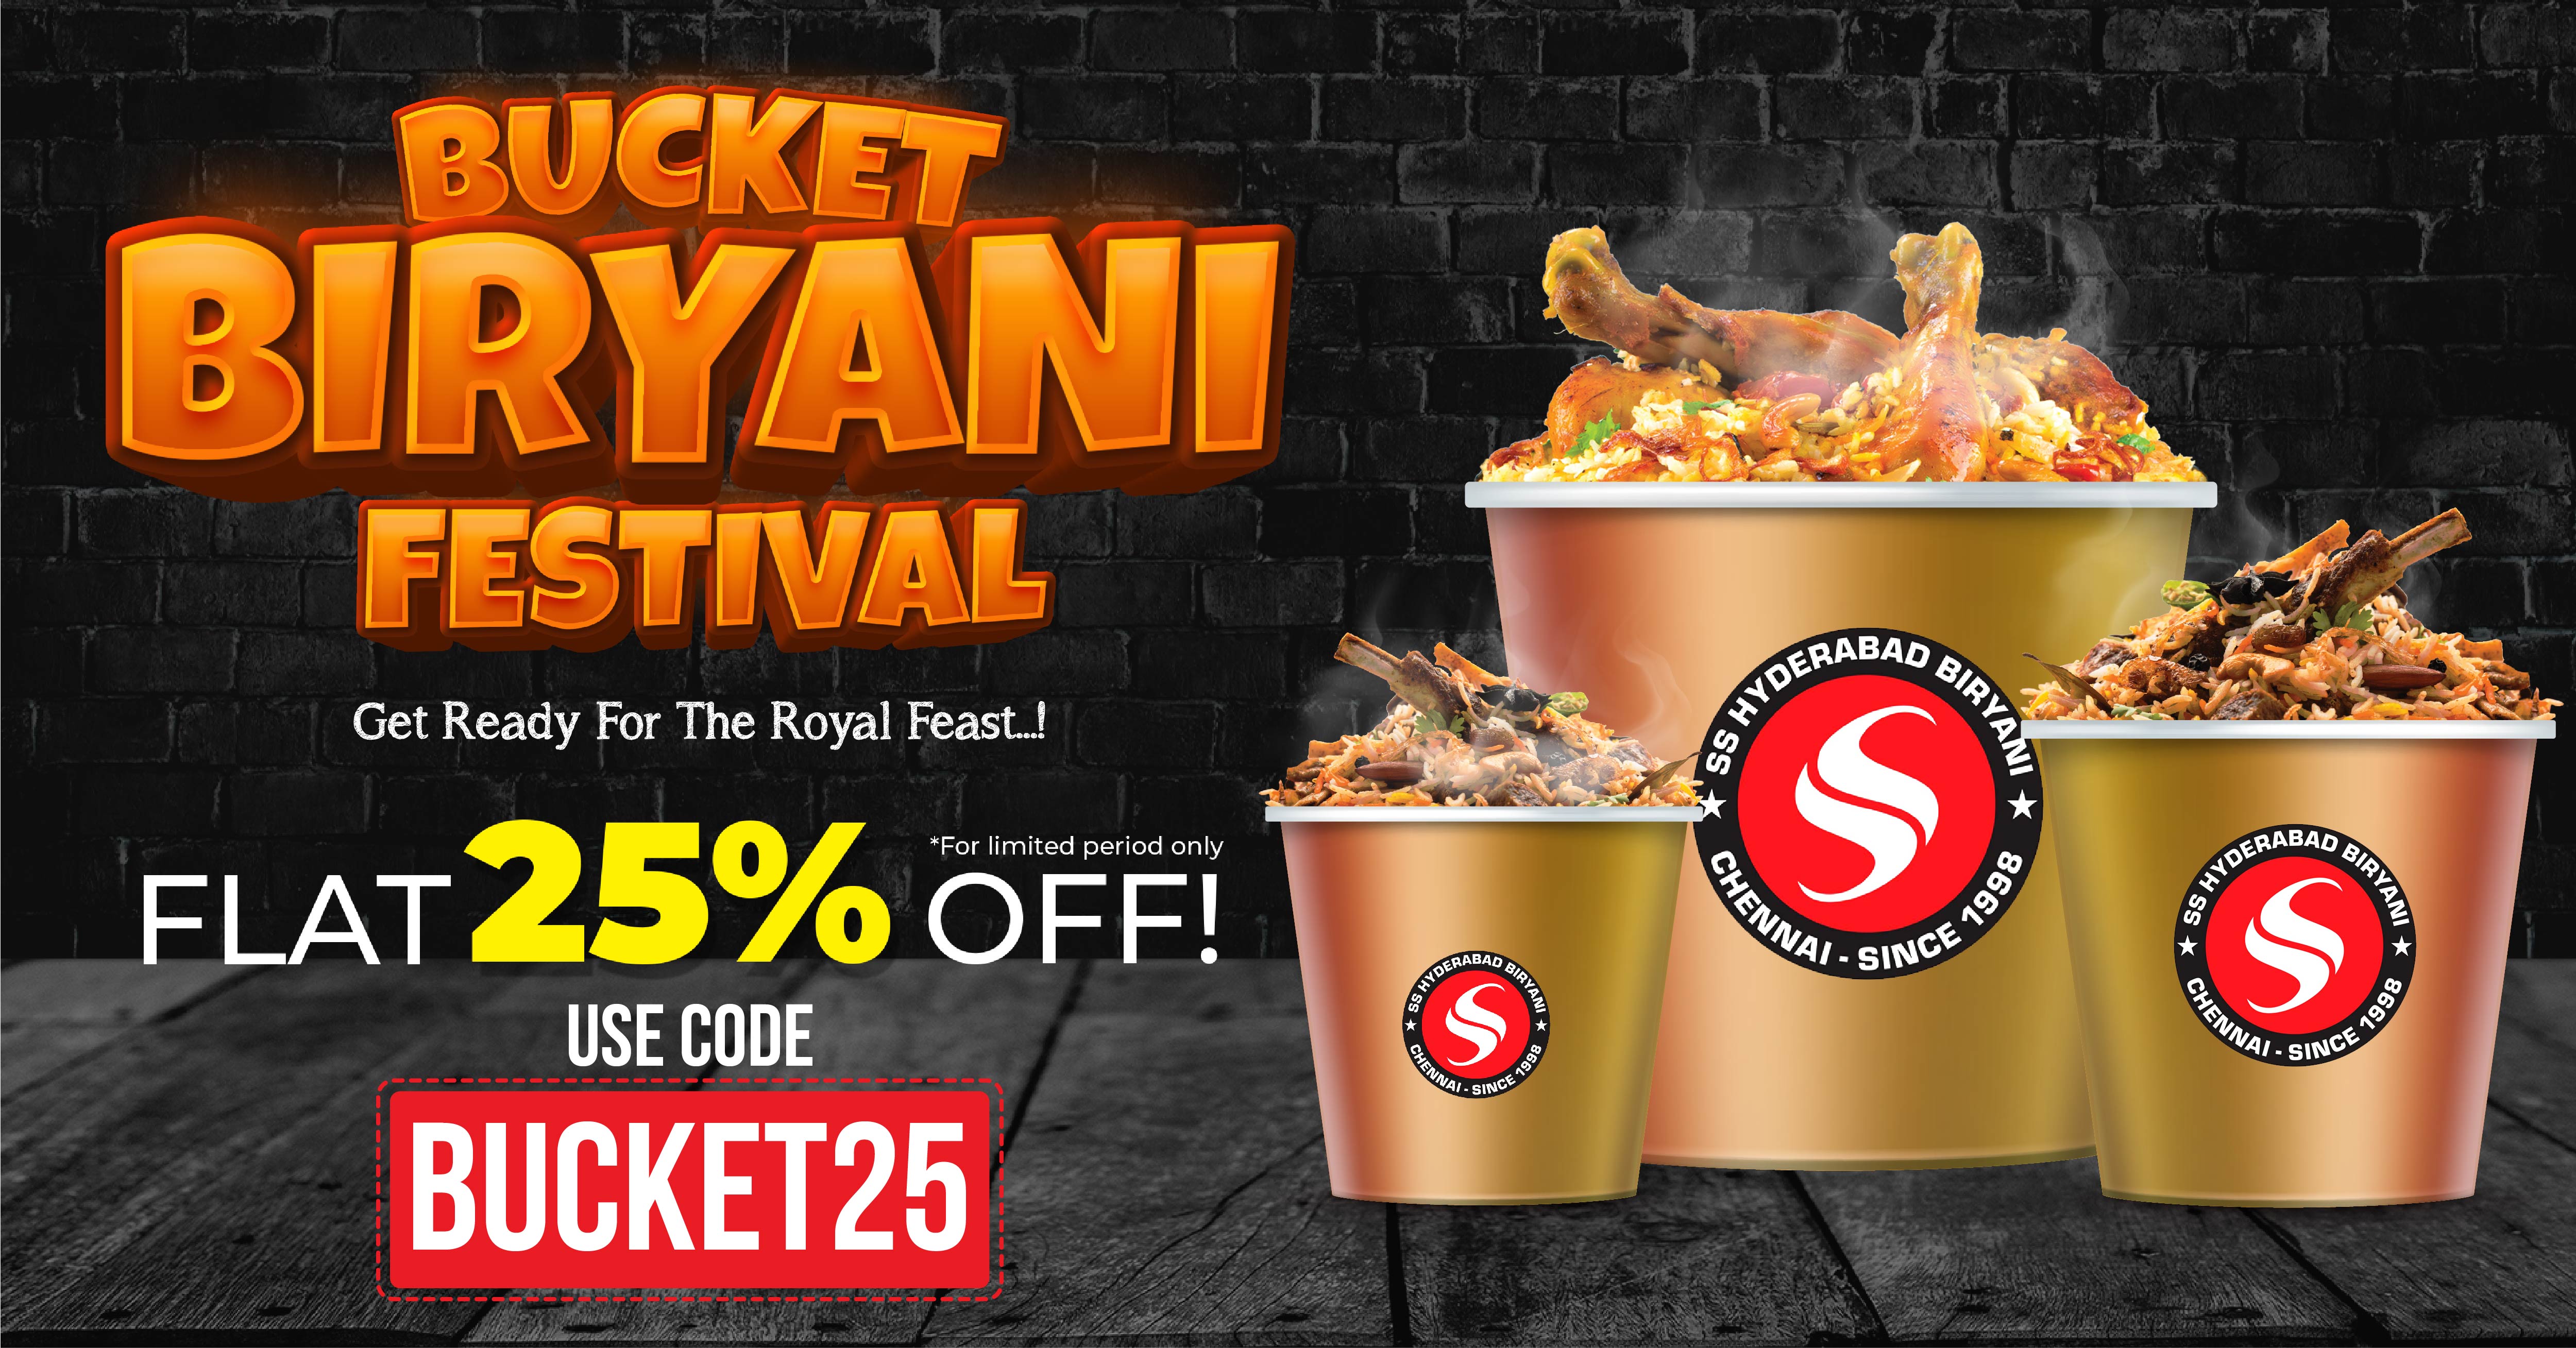 BUCKET
BIRYANI
FESTIVAL
Get Ready For The Royal Feast...!
*For limited period only
FLAT 25% OFF!
USE CODE
BUCKET25
SS HYDERABAD BIRYANI
CHENNAI - SINCE 1998
SS HYDERABAD BIRYANI
CHENNAI - SINCE 1998
SS HYDERABAD BIRYANI
CHENNAI - SINCE 1998